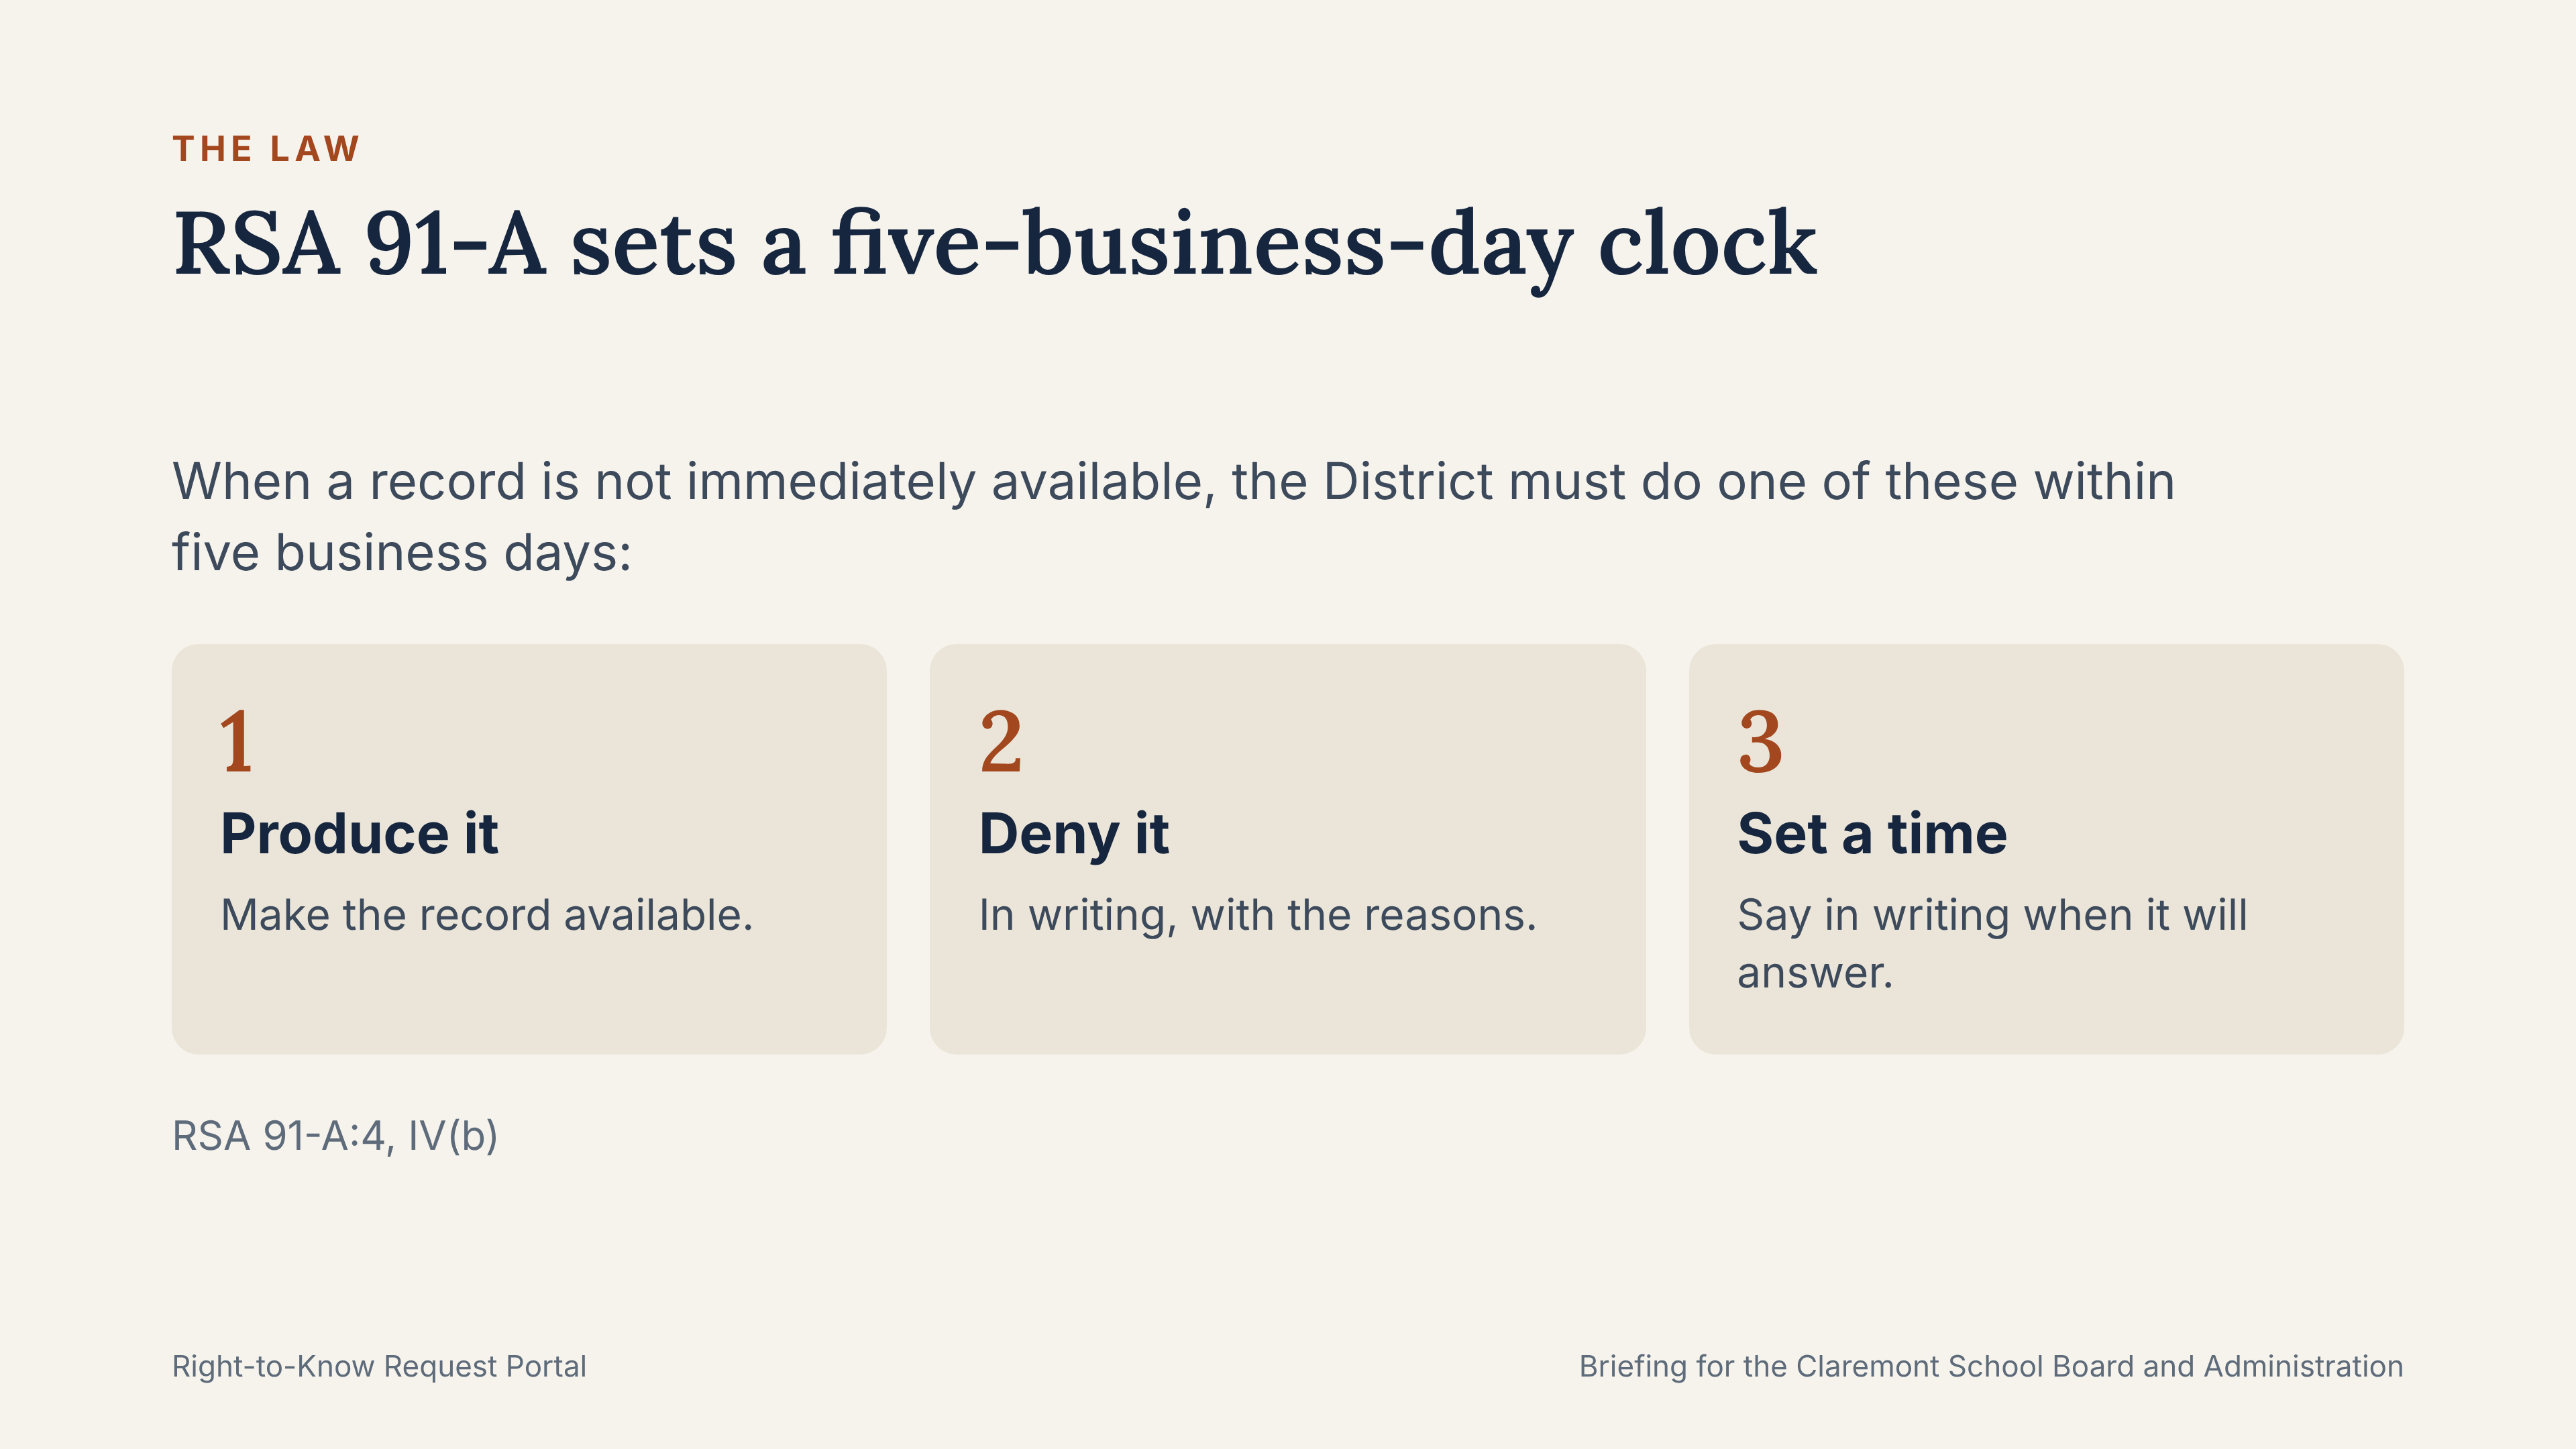 THE LAW
RSA 91-A sets a five-business-day clock
When a record is not immediately available, the District must do one of these within
five business days:
1
Produce it
Make the record available.
2
Deny it
In writing, with the reasons.
3
Set a time
Say in writing when it will
answer.
RSA 91-A:4, IV(b)
Right-to-Know Request Portal
Briefing for the Claremont School Board and Administration